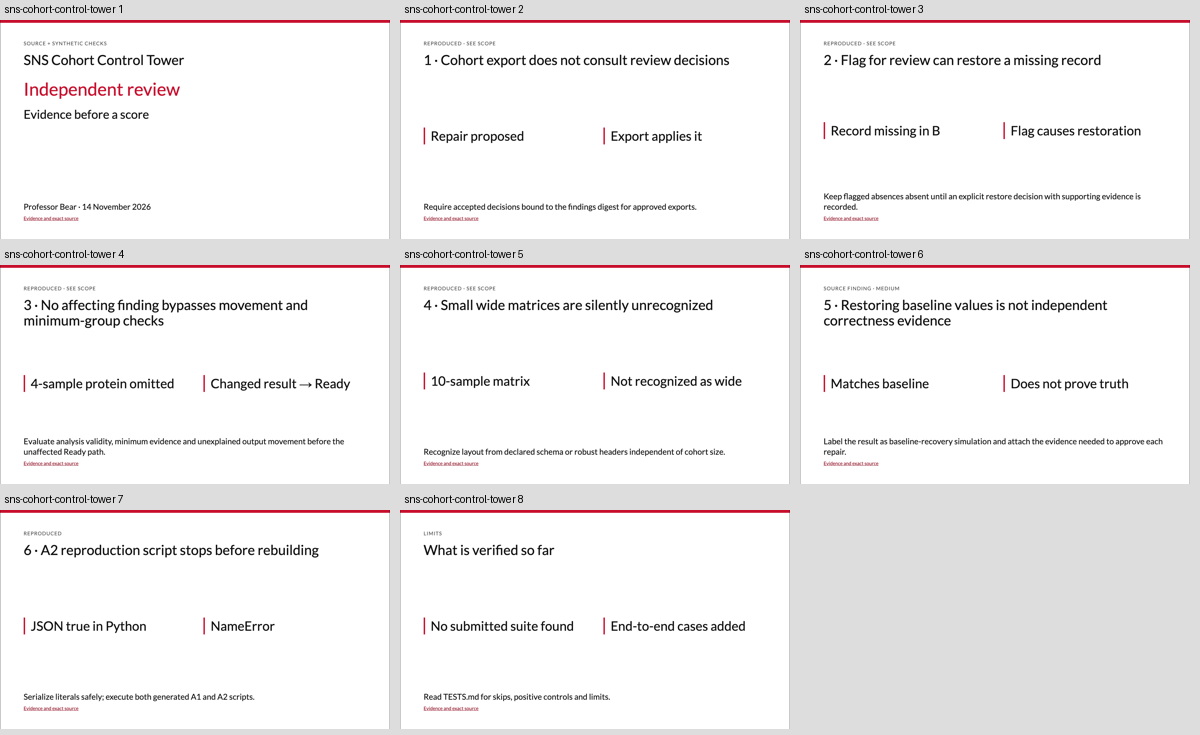 sns-cohort-control-tower 1
SOURCE + SYNTHETIC CHECKS
SNS Cohort Control Tower
Independent review
Evidence before a score
Professor Bear · 14 November 2026
Evidence and exact source
sns-cohort-control-tower 2
REPRODUCED - SEE SCOPE
1 · Cohort export does not consult review decisions
Repair proposed
Export applies it
Require accepted decisions bound to the findings digest for approved exports.
Evidence and exact source
sns-cohort-control-tower 3
REPRODUCED - SEE SCOPE
2 · Flag for review can restore a missing record
Record missing in B
Flag causes restoration
Keep flagged absences absent until an explicit restore decision with supporting evidence is
recorded.
Evidence and exact source
sns-cohort-control-tower 4
REPRODUCED - SEE SCOPE
3 · No affecting finding bypasses movement and
minimum-group checks
4-sample protein omitted
Changed result → Ready
Evaluate analysis validity, minimum evidence and unexplained output movement before the
unaffected Ready path.
Evidence and exact source
sns-cohort-control-tower 5
REPRODUCED - SEE SCOPE
4 · Small wide matrices are silently unrecognized
10-sample matrix
Not recognized as wide
Recognize layout from declared schema or robust headers independent of cohort size.
Evidence and exact source
sns-cohort-control-tower 6
SOURCE FINDING - MEDIUM
5 · Restoring baseline values is not independent
correctness evidence
Matches baseline
Does not prove truth
Label the result as baseline-recovery simulation and attach the evidence needed to approve each
repair.
Evidence and exact source
sns-cohort-control-tower 7
REPRODUCED
6 · A2 reproduction script stops before rebuilding
JSON true in Python
NameError
Serialize literals safely; execute both generated A1 and A2 scripts.
Evidence and exact source
sns-cohort-control-tower 8
LIMITS
What is verified so far
No submitted suite found
End-to-end cases added
Read TESTS.md for skips, positive controls and limits.
Evidence and exact source